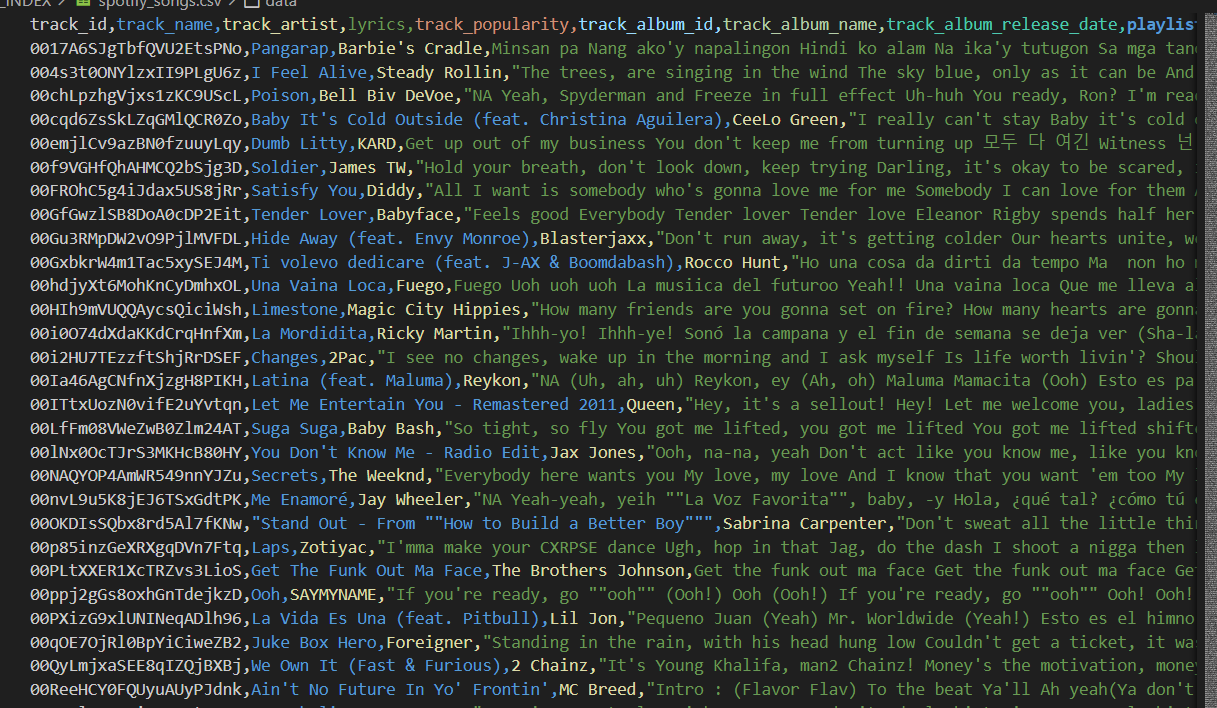 _INDEX > spotify_songs.csv > data
track_id,track_name,track_artist,lyrics,track_popularity,track_album_id,track_album_name,track_album_release_date,playlis
0017A6SJgTbfQVU2EtsPNo,Pangarap,Barbie's Cradle,Minsan pa Nang ako'y napalingon Hindi ko alam Na ika'y tutugon Sa mga tan
004s3t0ONYlzxII9PLgU6z,I Feel Alive,Steady Rollin,"The trees, are singing in the wind The sky blue, only as it can be And
00chLpzhgVjxs1zKC9UScL,Poison,Bell Biv DeVoe,"NA Yeah, Spyderman and Freeze in full effect Uh-huh You ready, Ron? I'm rea
00cqd6ZsSkLZqGMlQCR0Zo,Baby It's Cold Outside (feat. Christina Aguilera),CeeLo Green,"I really can't stay Baby it's cold
00emjlCv9azBN0fzuuyLqy,Dumb Litty,KARD,Get up out of my business You don't keep me from turning up 모두 다 여긴 Witness 넌
00f9VGHfQhAHMCQ2bSjg3D,Soldier,James TW,"Hold your breath, don't look down, keep trying Darling, it's okay to be scared,
00FROhC5g4iJdax5US8jRr,Satisfy You,Diddy,"All I want is somebody who's gonna love me for me Somebody I can love for them
00GfGwzlSB8DoA0cDP2Eit,Tender Lover,Babyface,"Feels good Everybody Tender lover Tender love Eleanor Rigby spends half her
00Gu3RMpDW2vO9PjlMVFDL,Hide Away (feat. Envy Monroe),Blasterjaxx,"Don't run away, it's getting colder Our hearts unite, w
00GxbkrW4m1Tac5xySEJ4M,Ti volevo dedicare (feat. J-AX & Boomdabash),Rocco Hunt,"Ho una cosa da dirti da tempo Ma  non ho
00hdjyXt6MohKnCyDmhxOL,Una Vaina Loca,Fuego,Fuego Uoh uoh uoh La musiica del futuroo Yeah!! Una vaina loca Que me lleva a
00HIh9mVUQQAycsQiciWsh,Limestone,Magic City Hippies,"How many friends are you gonna set on fire? How many hearts are gonn
00i0O74dXdaKKdCrqHnfXm,La Mordidita,Ricky Martin,"Ihhh-yo! Ihhh-ye! Sonó la campana y el fin de semana se deja ver (Sha-l
00i2HU7TEzzftShjRrDSEF,Changes,2Pac,"I see no changes, wake up in the morning and I ask myself Is life worth livin'? Shou
00Ia46AgCNfnXjzgH8PIKH,Latina (feat. Maluma),Reykon,"NA (Uh, ah, uh) Reykon, ey (Ah, oh) Maluma Mamacita (Ooh) Esto es pa
00ITtxUozN0vifE2uYvtqn,Let Me Entertain You - Remastered 2011,Queen,"Hey, it's a sellout! Hey! Let me welcome you, ladies
00LfFm08VWeZwB0Zlm24AT,Suga Suga,Baby Bash,"So tight, so fly You got me lifted, you got me lifted You got me lifted shift
00lNx0OcTJrS3MKHcB80HY,You Don't Know Me - Radio Edit,Jax Jones,"Ooh, na-na, yeah Don't act like you know me, like you kn
00NAQYOP4AmWR549nnYJZu,Secrets,The Weeknd,"Everybody here wants you My love, my love And I know that you want 'em too My
00nvL9u5K8jEJ6TSxGdtPK,Me Enamoré,Jay Wheeler,"NA Yeah-yeah, yeih ""La Voz Favorita"", baby, -y Hola, ¿qué tal? ¿cómo tú
00OKDIsSQbx8rd5Al7fKNw,"Stand Out - From ""How to Build a Better Boy""",Sabrina Carpenter,"Don't sweat all the little thi
00p85inzGeXRXgqDVn7Ftq,Laps,Zotiyac,"I'mma make your CXRPSE dance Ugh, hop in that Jag, do the dash I shoot a nigga then
00PLtXXER1XcTRZvs3LioS,Get The Funk Out Ma Face,The Brothers Johnson,Get the funk out ma face Get the funk out ma face Ge
00ppj2gGs8oxhGnTdejkzD,Ooh,SAYMYNAME,"If you're ready, go ""ooh"" (Ooh!) Ooh (Ooh!) If you're ready, go ""ooh"" Ooh! Ooh!
00PXizG9xlUNINeqADlh96,La Vida Es Una (feat. Pitbull),Lil Jon,"Pequeno Juan (Yeah) Mr. Worldwide (Yeah!) Esto es el himno
00qOE7OjRl0BpYiCiweZB2,Juke Box Hero,Foreigner,"Standing in the rain, with his head hung low Couldn't get a ticket, it wa
00QyLmjxaSEE8qIZQjBXBj,We Own It (Fast & Furious),2 Chainz,"It's Young Khalifa, man2 Chainz! Money's the motivation, mone
00ReeHCY0FQUyuAUyPJdnk,Ain't No Future In Yo' Frontin',MC Breed,"Intro : (Flavor Flav) To the beat Ya'll Ah yeah(Ya don't